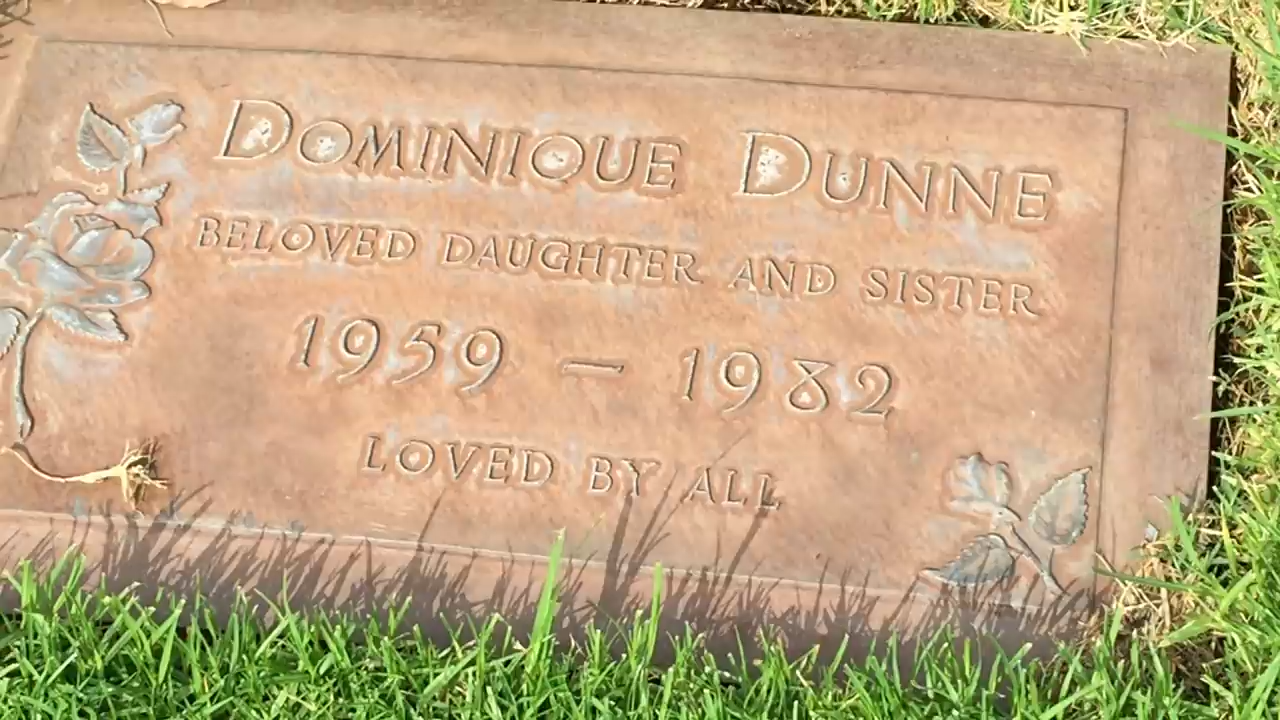 DOMINIQUE DUNNE
BELOVED DAUGHTER AND SISTER
1959 – 1982
LOVED BY ALL